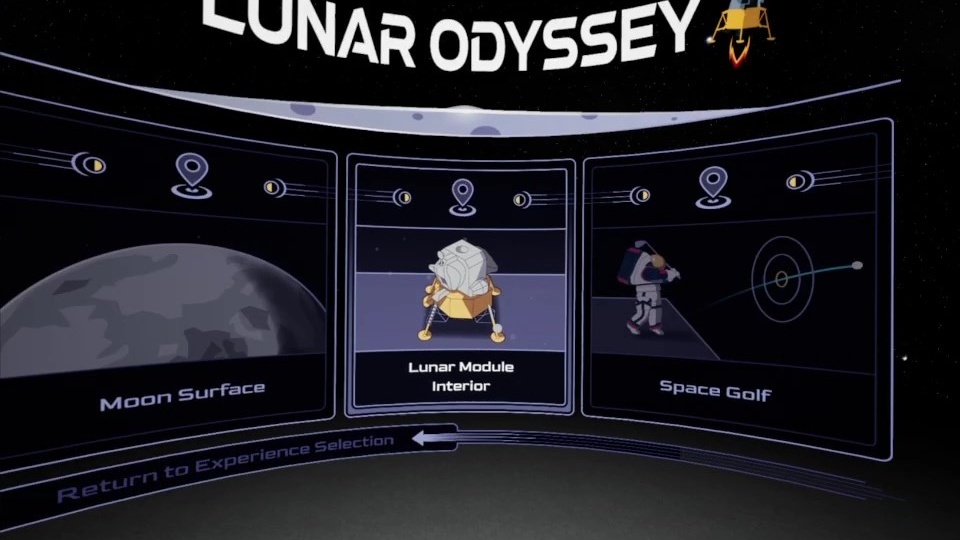 LUNAR ODYSSEY
Moon Surface
Lunar Module
Interior
Space Golf
Return to Experience Selection